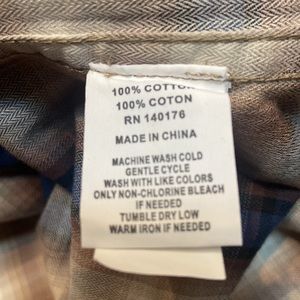 100% COTTON
100% COTON
RN 140176
MADE IN CHINA
MACHINE WASH COLD
GENTLE CYCLE
WASH WITH LIKE COLORS
ONLY NON-CHLORINE BLEACH
IF NEEDED
TUMBLE DRY LOW
WARM IRON IF NEEDED